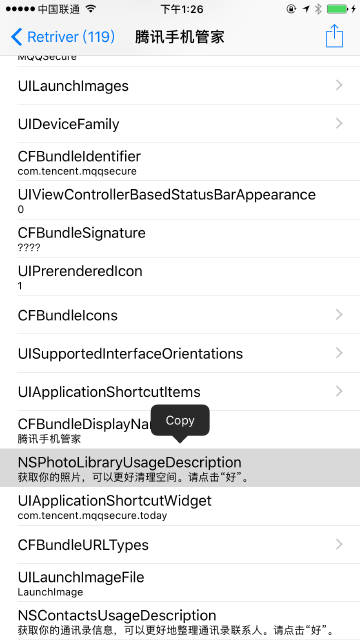 中国联通 下午1:26
Retriver (119) 腾讯手机管家
MQQSecure
UILaunchImages
UIDeviceFamily
CFBundleIdentifier
com.tencent.mqqsecure
UIViewControllerBasedStatusBarAppearance
0
CFBundleSignature
????
UIPrerenderedIcon
1
CFBundleIcons
UISupportedInterfaceOrientations
UIApplicationShortcutItems
CFBundleDisplayNa
Copy
腾讯手机管家
NSPhotoLibraryUsageDescription
获取你的照片，可以更好清理空间。请点击“好”。
UIApplicationShortcutWidget
com.tencent.mqqsecure.today
CFBundleURLTypes
UILaunchImageFile
LaunchImage
NSContactsUsageDescription
获取你的通讯录信息，可以更好地整理通讯录联系人。请点击“好”。